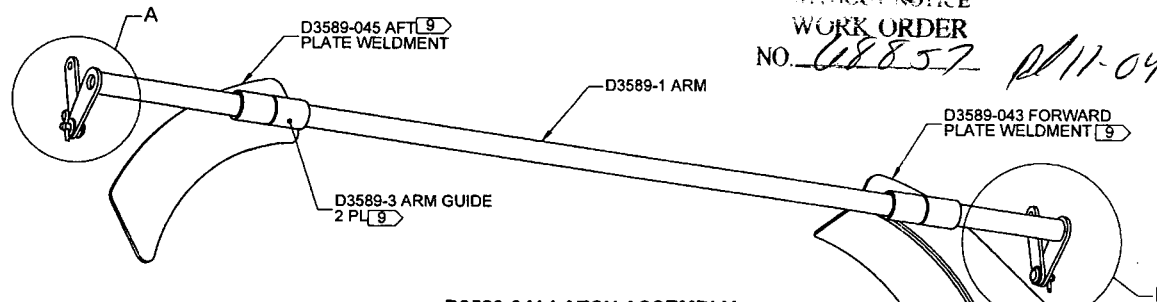 A
D3589-045 AFT 9
PLATE WELDMENT
WORK ORDER
NO. 68857
D3589-1 ARM
D3589-043 FORWARD
PLATE WELDMENT 9
D3589-3 ARM GUIDE
2 PL 9